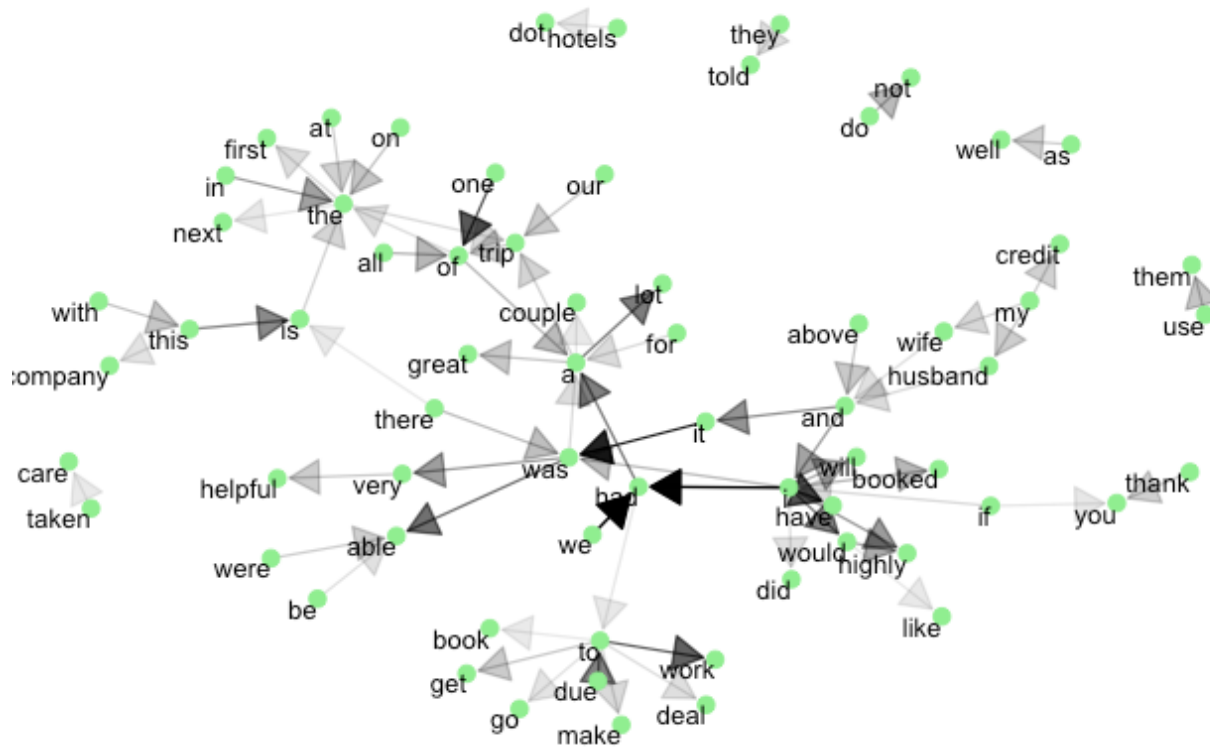 dot
hotels
they
told
not
do
well
as
at
on
first
in
one
our
the
next
all
of
trip
credit
them
with
couple
lot
my
this
is
above
use
for
wife
company
great
a
husband
there
and
it
care
was
will
helpful
very
had
i
booked
thank
taken
have
if
you
able
we
were
would
highly
be
did
book
like
to
work
get
due
deal
go
make